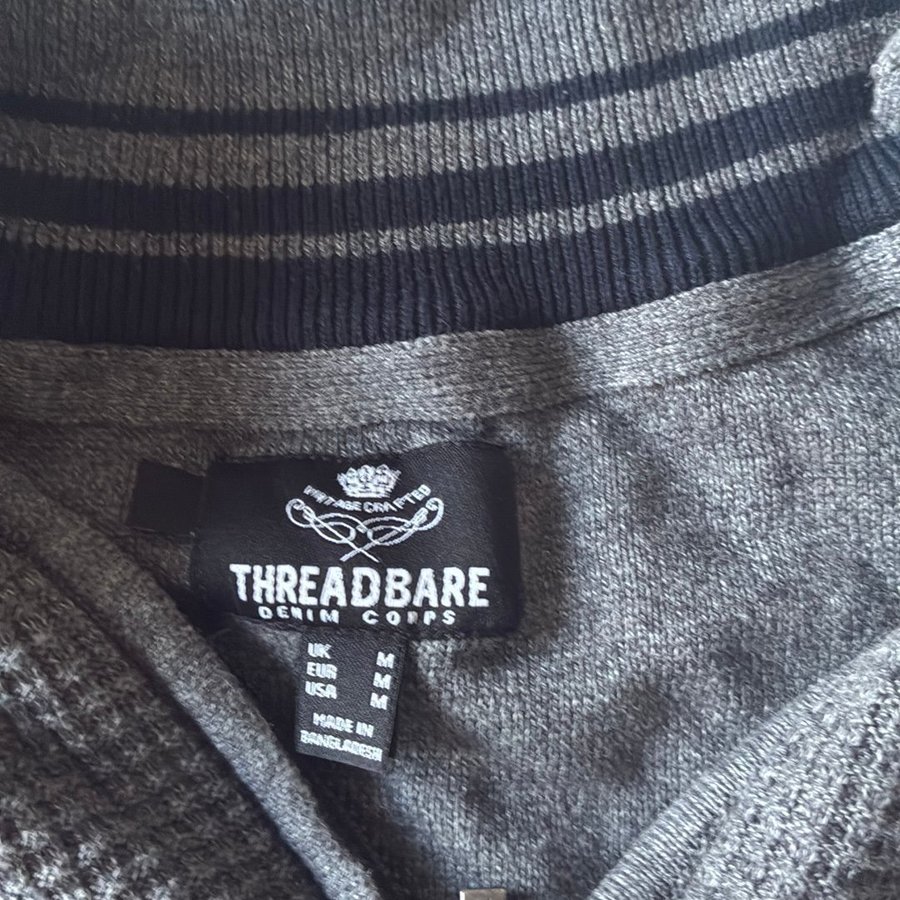 VINTAGE CRAFTED
THREADBARE
DENIM CORPS
UK M
EUR M
USA M
MADE IN
BANGLADESH